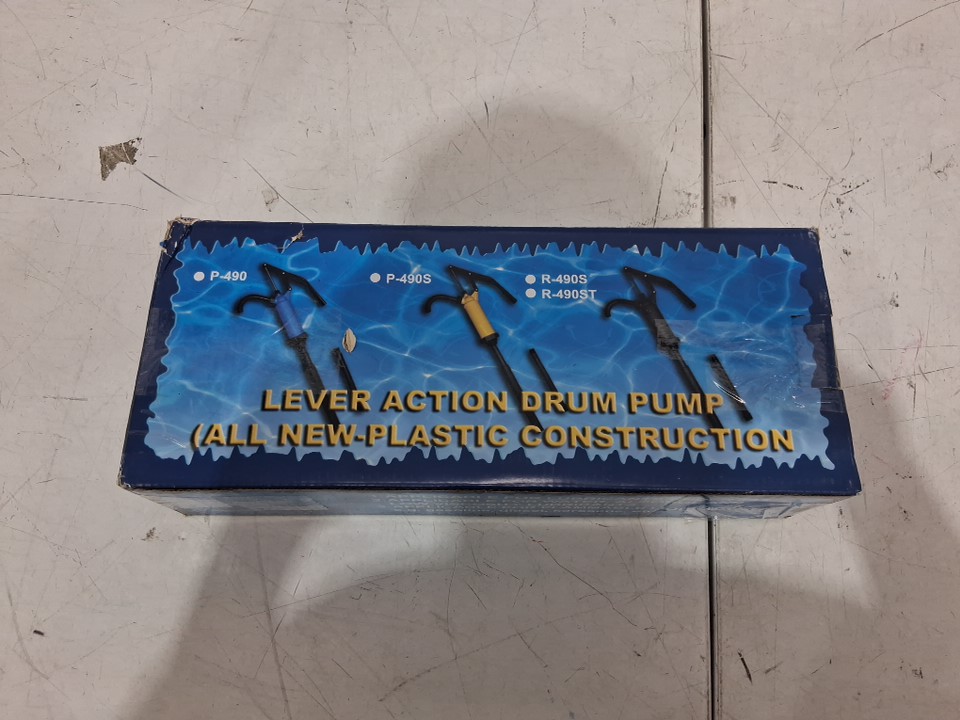 P-490
P-490S
R-490S
R-490ST
LEVER ACTION DRUM PUMP
(ALL NEW-PLASTIC CONSTRUCTION